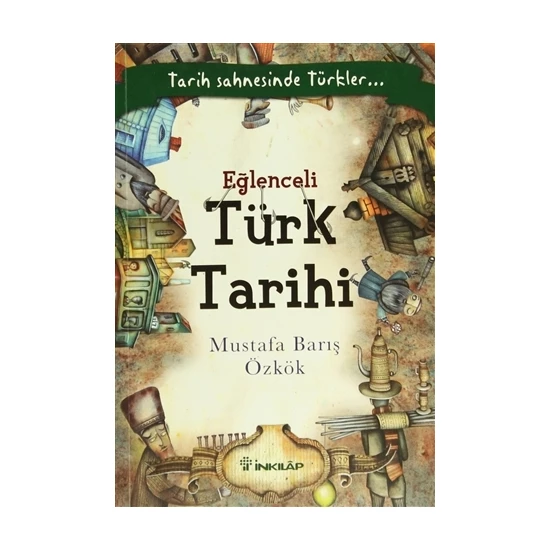 Tarih sahnesinde Türkler...
Eğlenceli
Türk
Tarihi
Mustafa Barış
Özkök
İNKILÂP